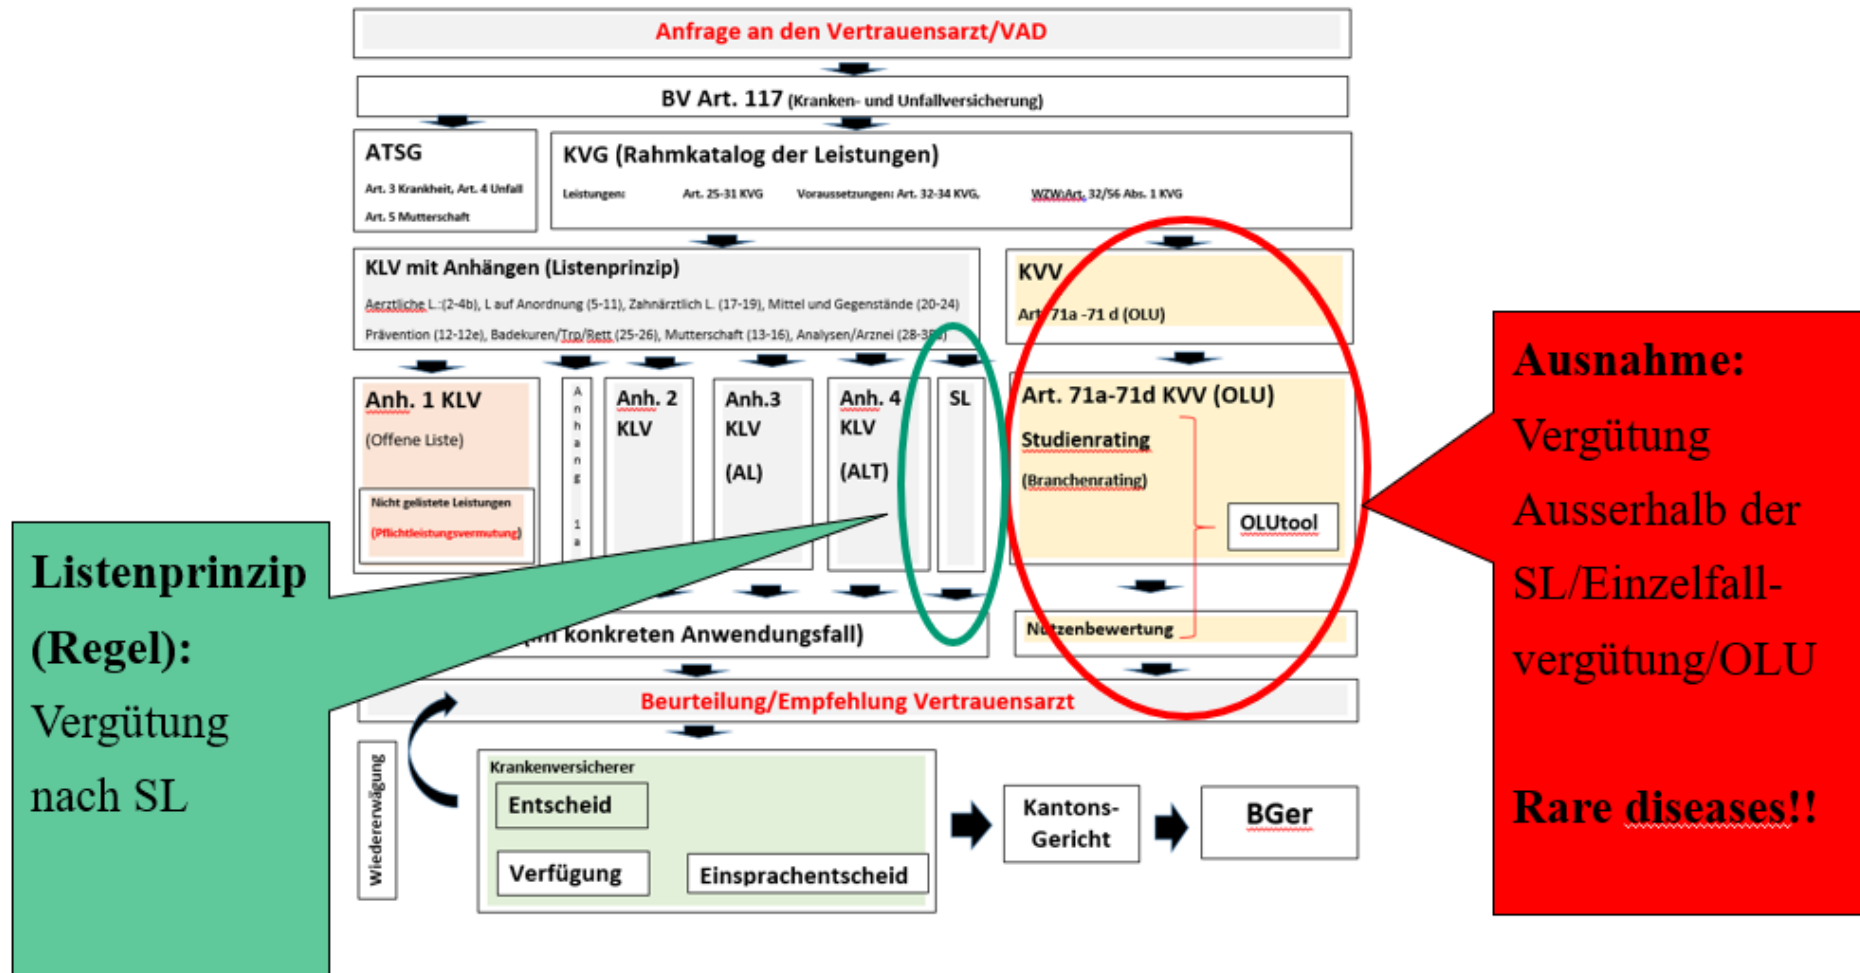 Anfrage an den Vertrauensarzt/VAD
BV Art. 117 (Kranken- und Unfallversicherung)
ATSG
Art. 3 Krankheit, Art. 4 Unfall
Art. 5 Mutterschaft
KVG (Rahmkatalog der Leistungen)
Leistungen: Art. 25-31 KVG Voraussetzungen: Art. 32-34 KVG, WZW:Art. 32/56 Abs. 1 KVG
KLV mit Anhängen (Listenprinzip)
Aerztliche L.:(2-4b), L auf Anordnung (5-11), Zahnärztlich L. (17-19), Mittel und Gegenstände (20-24)
Prävention (12-12e), Badekuren/Trp/Rett (25-26), Mutterschaft (13-16), Analysen/Arznei
KVV
Art. 71a -71 d (OLU)
Anh. 1 KLV
(Offene Liste)
Nicht gelistete Leistungen
(Pflichtleistungsvermutung)
Anhang 1a
Anh. 2
KLV
Anh.3
KLV
(AL)
Anh. 4
KLV
(ALT)
SL
Art. 71a-71d KVV (OLU)
Studienrating
(Branchenrating)
OLUtool
konkreten Anwendungsfall)
Nutzenbewertung
Beurteilung/Empfehlung Vertrauensarzt
Wiedererwägung
Krankenversicherer
Entscheid
Verfügung
Einsprachentscheid
Kantons-
Gericht
BGer
Listenprinzip
(Regel):
Vergütung
nach SL
Ausnahme:
Vergütung
Ausserhalb der
SL/Einzelfall-
vergütung/OLU
Rare diseases!!